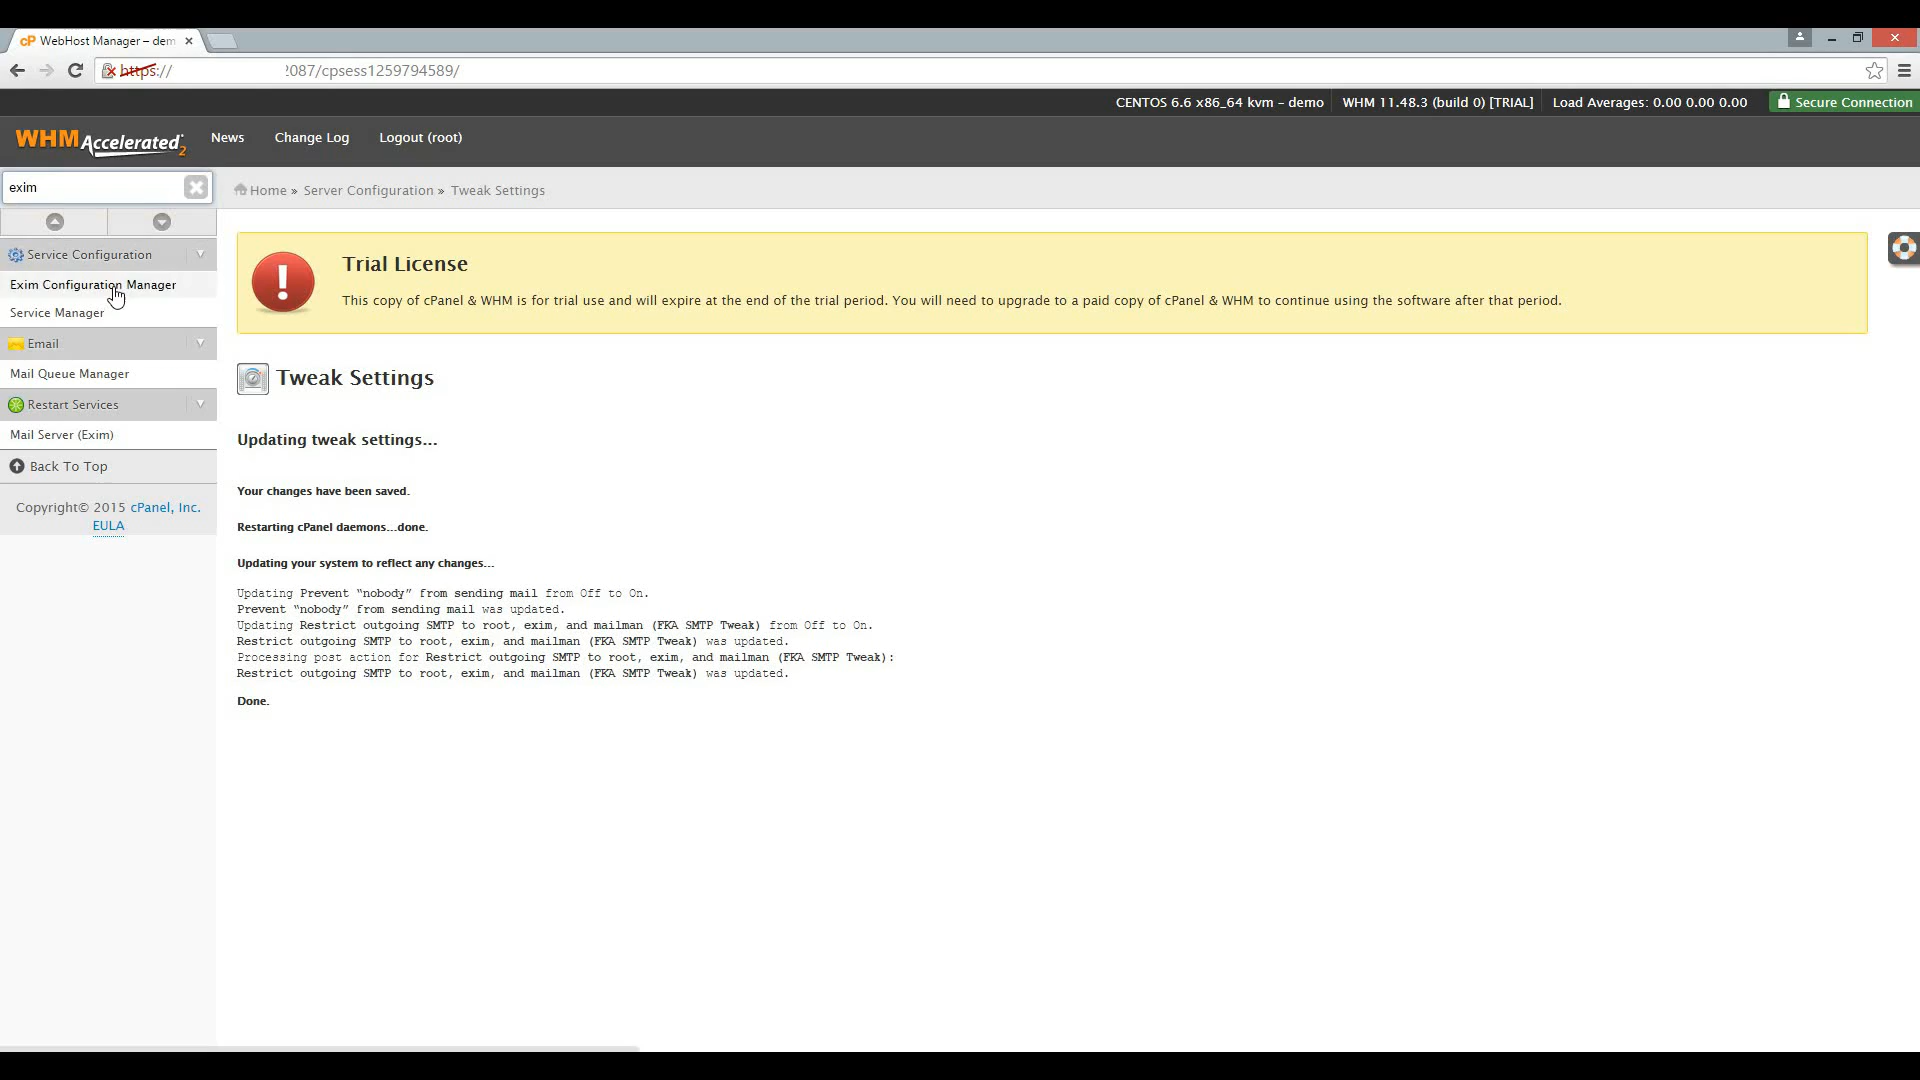 cP WebHost Manager – dem
https://
2087/cpsess1259794589/
CENTOS 6.6 x86_64 kvm – demo
WHM 11.48.3 (build 0) [TRIAL]
Load Averages: 0.00 0.00 0.00
Secure Connection
WHM Accelerated2
News
Change Log
Logout (root)
exim
Home » Server Configuration » Tweak Settings
Service Configuration
Exim Configuration Manager
Service Manager
Email
Mail Queue Manager
Restart Services
Mail Server (Exim)
Back To Top
Copyright© 2015 cPanel, Inc.
EULA
Trial License
This copy of cPanel & WHM is for trial use and will expire at the end of the trial period. You will need to upgrade to a paid copy of cPanel & WHM to continue using the software after that period.
Tweak Settings
Updating tweak settings...
Your changes have been saved.
Restarting cPanel daemons...done.
Updating your system to reflect any changes...
Updating Prevent “nobody” from sending mail from Off to On.
Prevent “nobody” from sending mail was updated.
Updating Restrict outgoing SMTP to root, exim, and mailman (FKA SMTP Tweak) from Off to On.
Restrict outgoing SMTP to root, exim, and mailman (FKA SMTP Tweak) was updated.
Processing post action for Restrict outgoing SMTP to root, exim, and mailman (FKA SMTP Tweak):
Restrict outgoing SMTP to root, exim, and mailman (FKA SMTP Tweak) was updated.
Done.